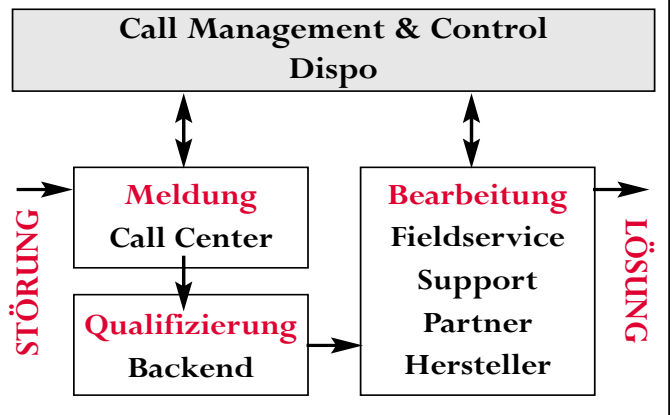 Call Management & Control
Dispo
STÖRUNG
Meldung
Call Center
Qualifizierung
Backend
Bearbeitung
Fieldservice
Support
Partner
Hersteller
LÖSUNG